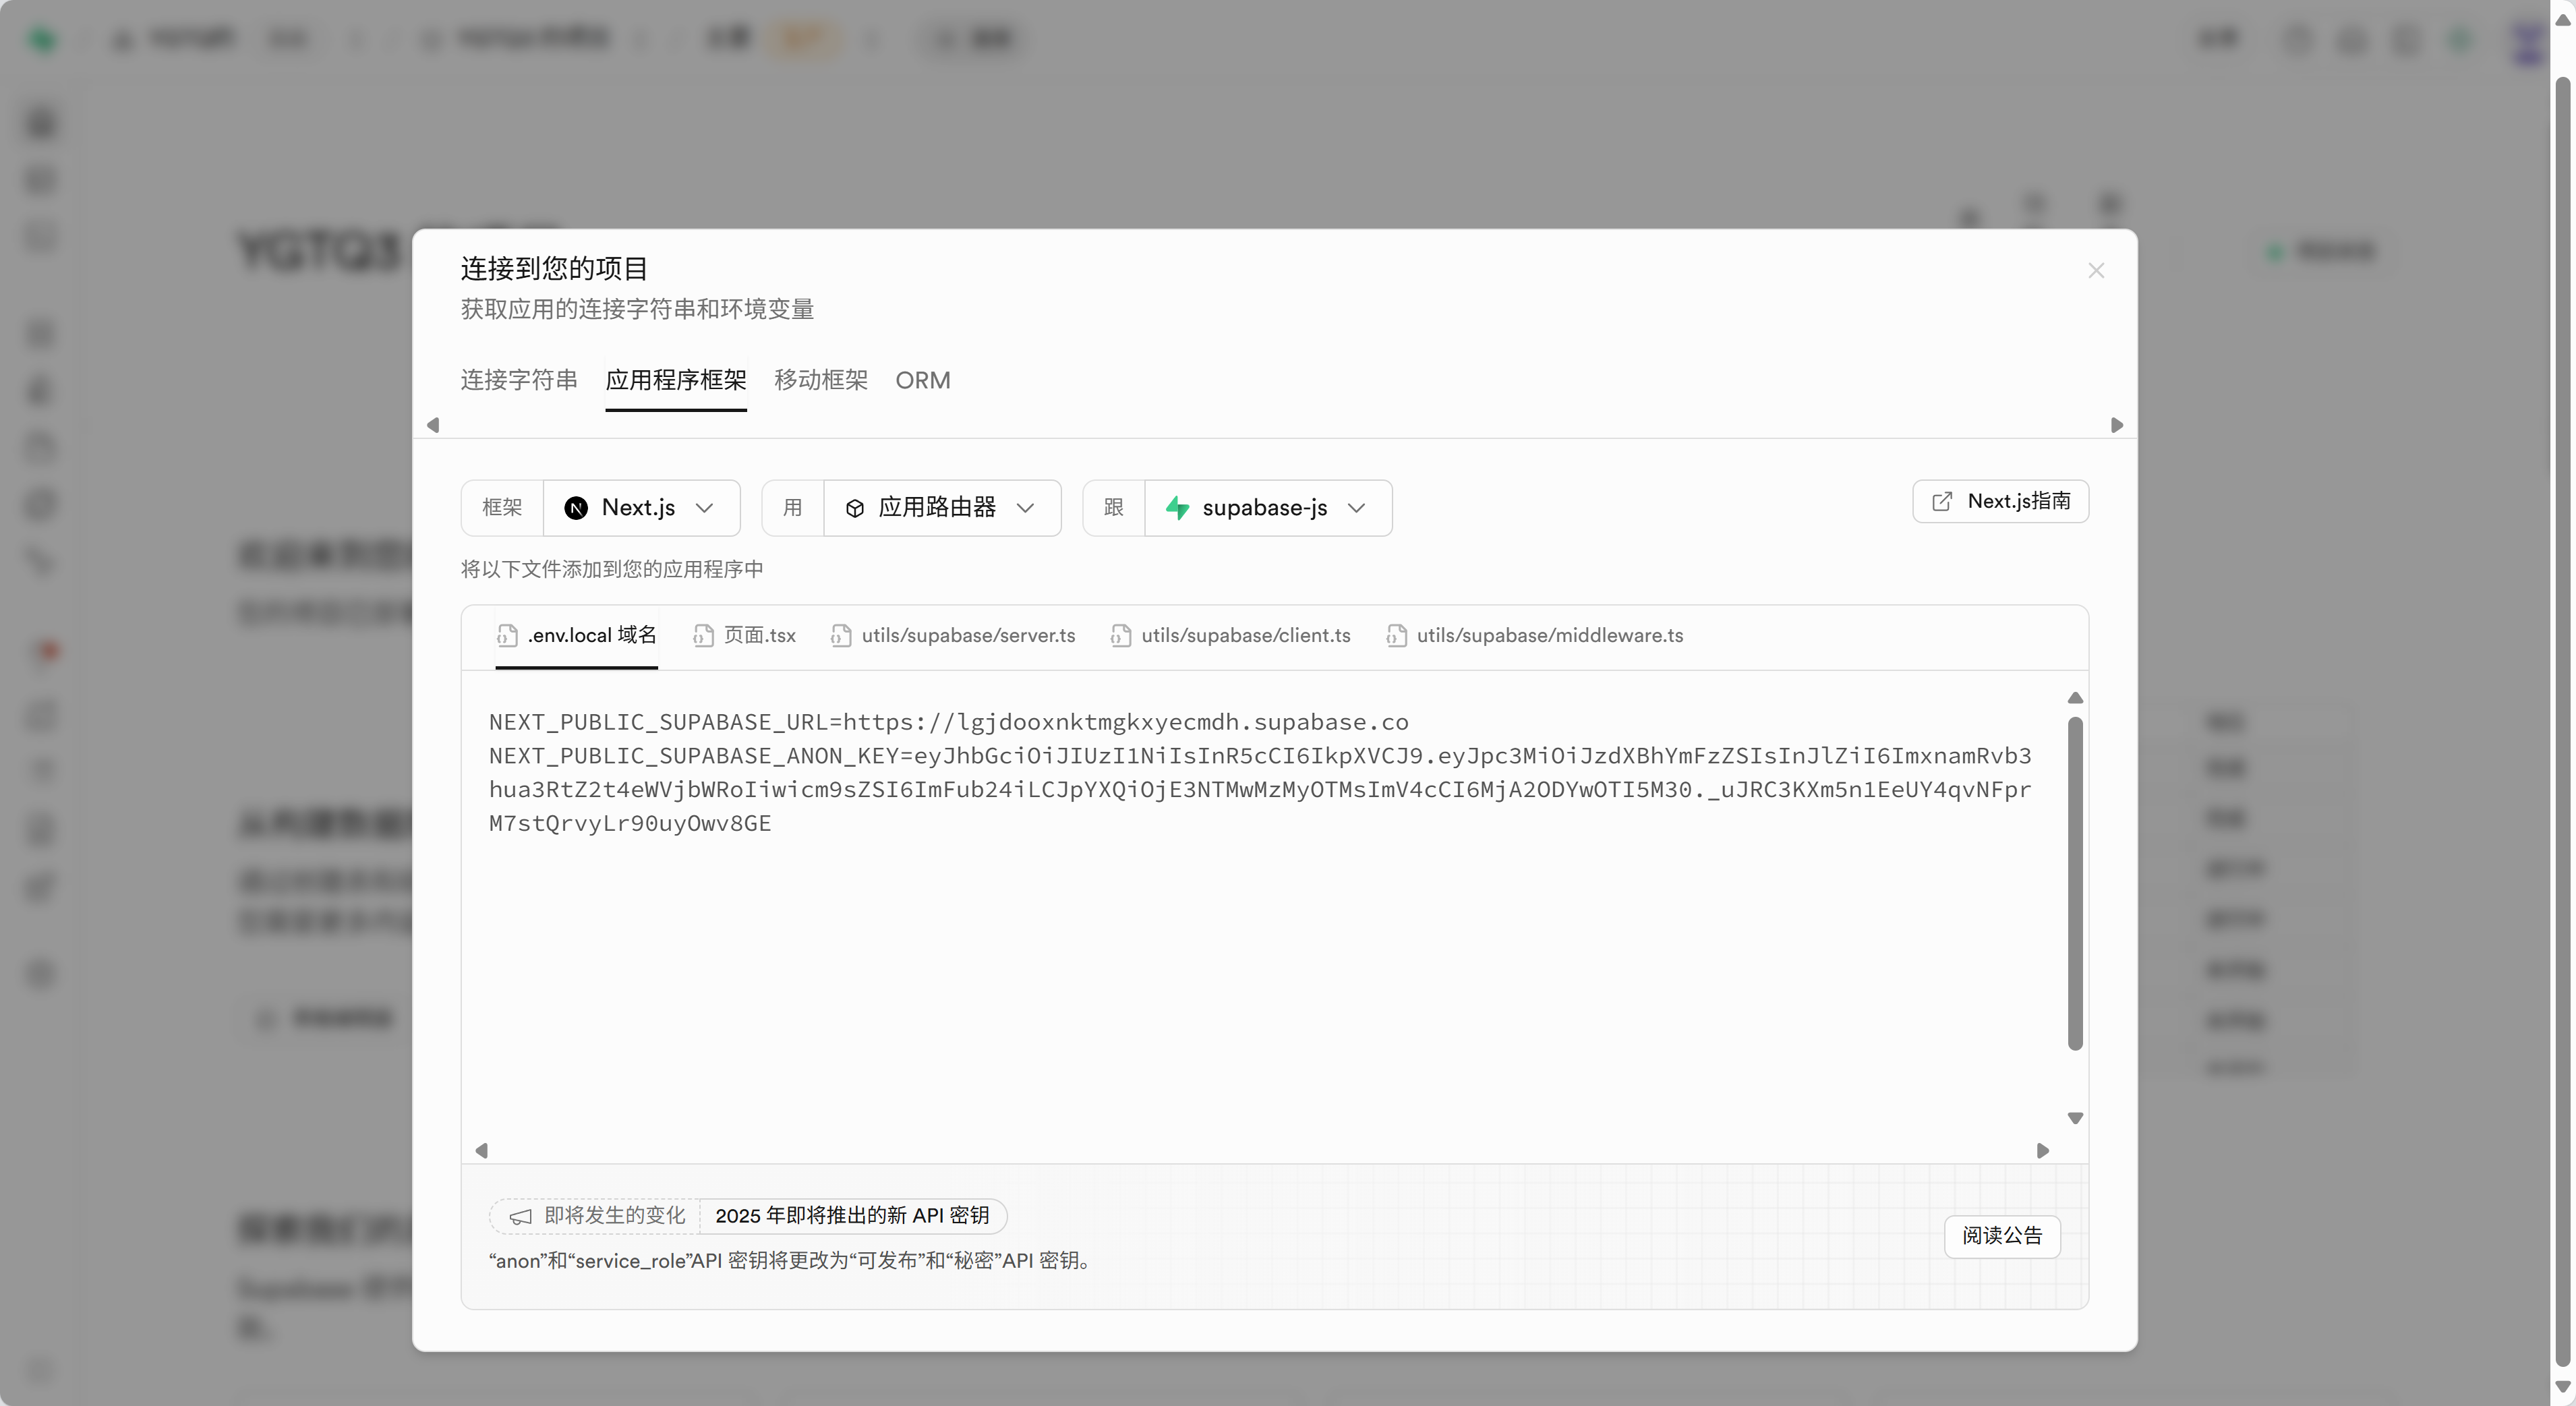 YGTQ3
连接到您的项目
获取应用的连接字符串和环境变量
连接字符串 应用程序框架 移动框架 ORM
框架 Next.js 用 应用路由器 跟 supabase-js Next.js指南
将以下文件添加到您的应用程序中
.env.local 域名 页面.tsx utils/supabase/server.ts utils/supabase/client.ts utils/supabase/middleware.ts
NEXT_PUBLIC_SUPABASE_URL=https://lgjdooxnktmgkxyecmdh.supabase.co
NEXT_PUBLIC_SUPABASE_ANON_KEY=eyJhbGciOiJIUzI1NiIsInR5cCI6IkpXVCJ9.eyJpc3MiOiJzdXBhYmFzZSIsInJlZiI6ImxnamRvb3
hua3RtZ2t4eWVjbWRoIiwicm9sZSI6ImFub24iLCJpYXQiOjE3NTMwMzMyOTMsImV4cCI6MjA2ODYwOTI5M30._uJRC3KXm5n1EeUY4qvNFpr
M7stQrvyLr90uyOwv8GE
即将发生的变化 2025 年即将推出的新 API 密钥
“anon”和“service_role”API 密钥将更改为“可发布”和“秘密”API 密钥。
阅读公告